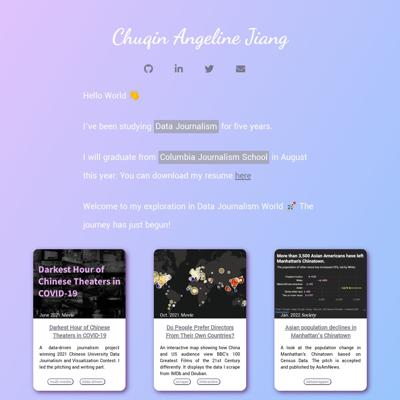 Chuqin Angeline Jiang
Hello World 👋
I've been studying Data Journalism for five years.
I will graduate from Columbia Journalism School in August
this year. You can download my resume here
Welcome to my exploration in Data Journalism World 🚀 The
journey has just begun!
Darkest Hour of
Chinese Theaters in
COVID-19
June 2021 Movie
Darkest Hour of Chinese
Theaters in COVID-19
A data-driven journalism project
winning 2021 Chinese University Data
Journalism and Visualization Contest. I
led the pitching and writing part.
multi-media
data-driven
Oct. 2021 Movie
Do People Prefer Directors
From Their Own Countries?
An interactive map showing how China
and US audience view BBC's 100
Greatest Films of the 21st Century
differently. It displays the data I scrape
from IMDb and Douban.
scrape
interactive
More than 3,500 Asian Americans have left
Manhattan's Chinatown.
Jan. 2022 Society
Asian population declines in
Manhattan's Chinatown
A look at the population change in
Manhattan's Chinatown based on
Census Data. The pitch is accepted
and published by AsAmNews.
datawrapper